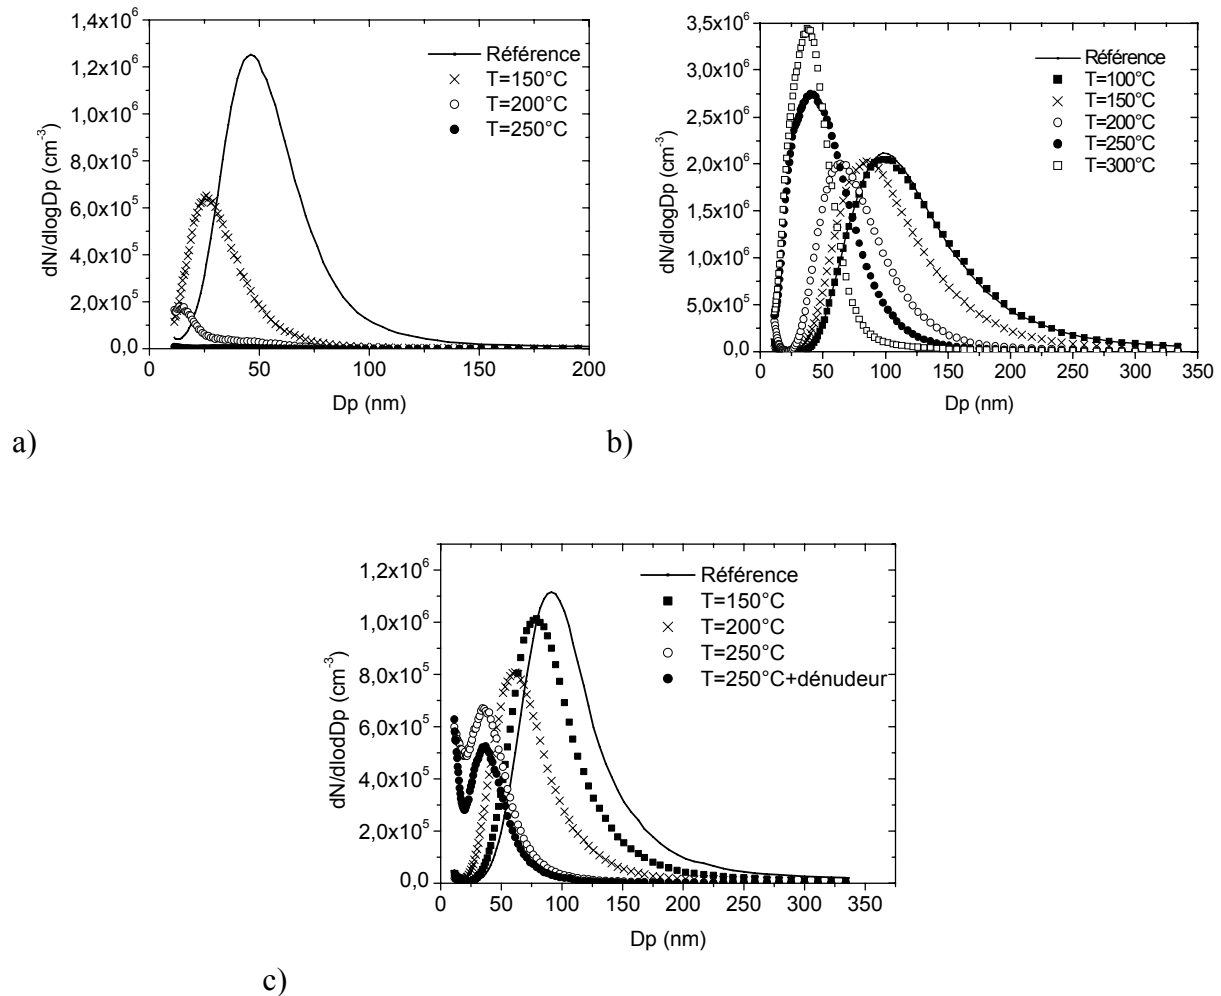 1,4x10⁶
1,2x10⁶
1,0x10⁶
8,0x10⁵
6,0x10⁵
4,0x10⁵
2,0x10⁵
0,0
0 50 100 150 200
Dp (nm)
dN/dlogDp (cm⁻³)
Référence
T=150°C
T=200°C
T=250°C
a)
3,5x10⁶
3,0x10⁶
2,5x10⁶
2,0x10⁶
1,5x10⁶
1,0x10⁶
5,0x10⁵
0,0
0 50 100 150 200 250 300 350
Dp (nm)
dN/dlogDp (cm⁻³)
Référence
T=100°C
T=150°C
T=200°C
T=250°C
T=300°C
b)
1,2x10⁶
1,0x10⁶
8,0x10⁵
6,0x10⁵
4,0x10⁵
2,0x10⁵
0,0
0 50 100 150 200 250 300 350
Dp (nm)
dN/dlodDp (cm⁻³)
Référence
T=150°C
T=200°C
T=250°C
T=250°C+dénudeur
c)